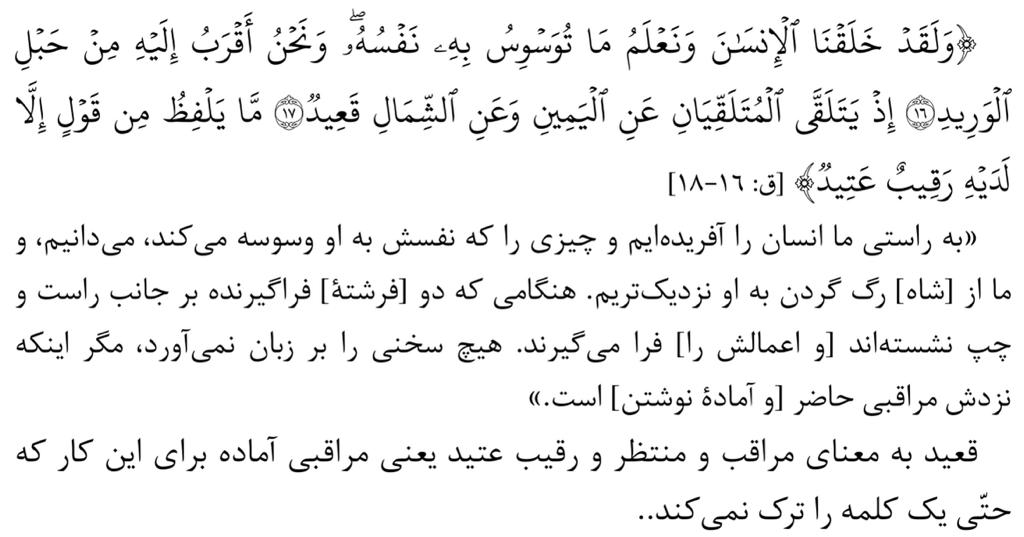 ﴿وَلَقَدۡ خَلَقۡنَا ٱلۡإِنسَٰنَ وَنَعۡلَمُ مَا تُوَسۡوِسُ بِهِۦ نَفۡسُهُۥۖ وَنَحۡنُ أَقۡرَبُ إِلَيۡهِ مِنۡ حَبۡلِ
ٱلۡوَرِيدِ١٦ إِذۡ يَتَلَقَّى ٱلۡمُتَلَقِّيَانِ عَنِ ٱلۡيَمِينِ وَعَنِ ٱلشِّمَالِ قَعِيدٞ١٧ مَّا يَلۡفِظُ مِن قَوۡلٍ إِلَّا
لَدَيۡهِ رَقِيبٌ عَتِيدٞ﴾ [ق: ١٦-١٨]
«به راستی ما انسان را آفریده‌ایم و چیزی را که نفسش به او وسوسه می‌کند، می‌دانیم، و
ما از [شاه] رگ گردن به او نزدیک‌تریم. هنگامی که دو [فرشتهٔ] فراگیرنده بر جانب راست و
چپ نشسته‌اند [و اعمالش را] فرا می‌گیرند. هیچ سخنی را بر زبان نمی‌آورد، مگر اینکه
نزدش مراقبی حاضر [و آمادهٔ نوشتن] است.»
قعید به معنای مراقب و منتظر و رقیب عتید یعنی مراقبی آماده برای این کار که
حتّی یک کلمه را ترک نمی‌کند..